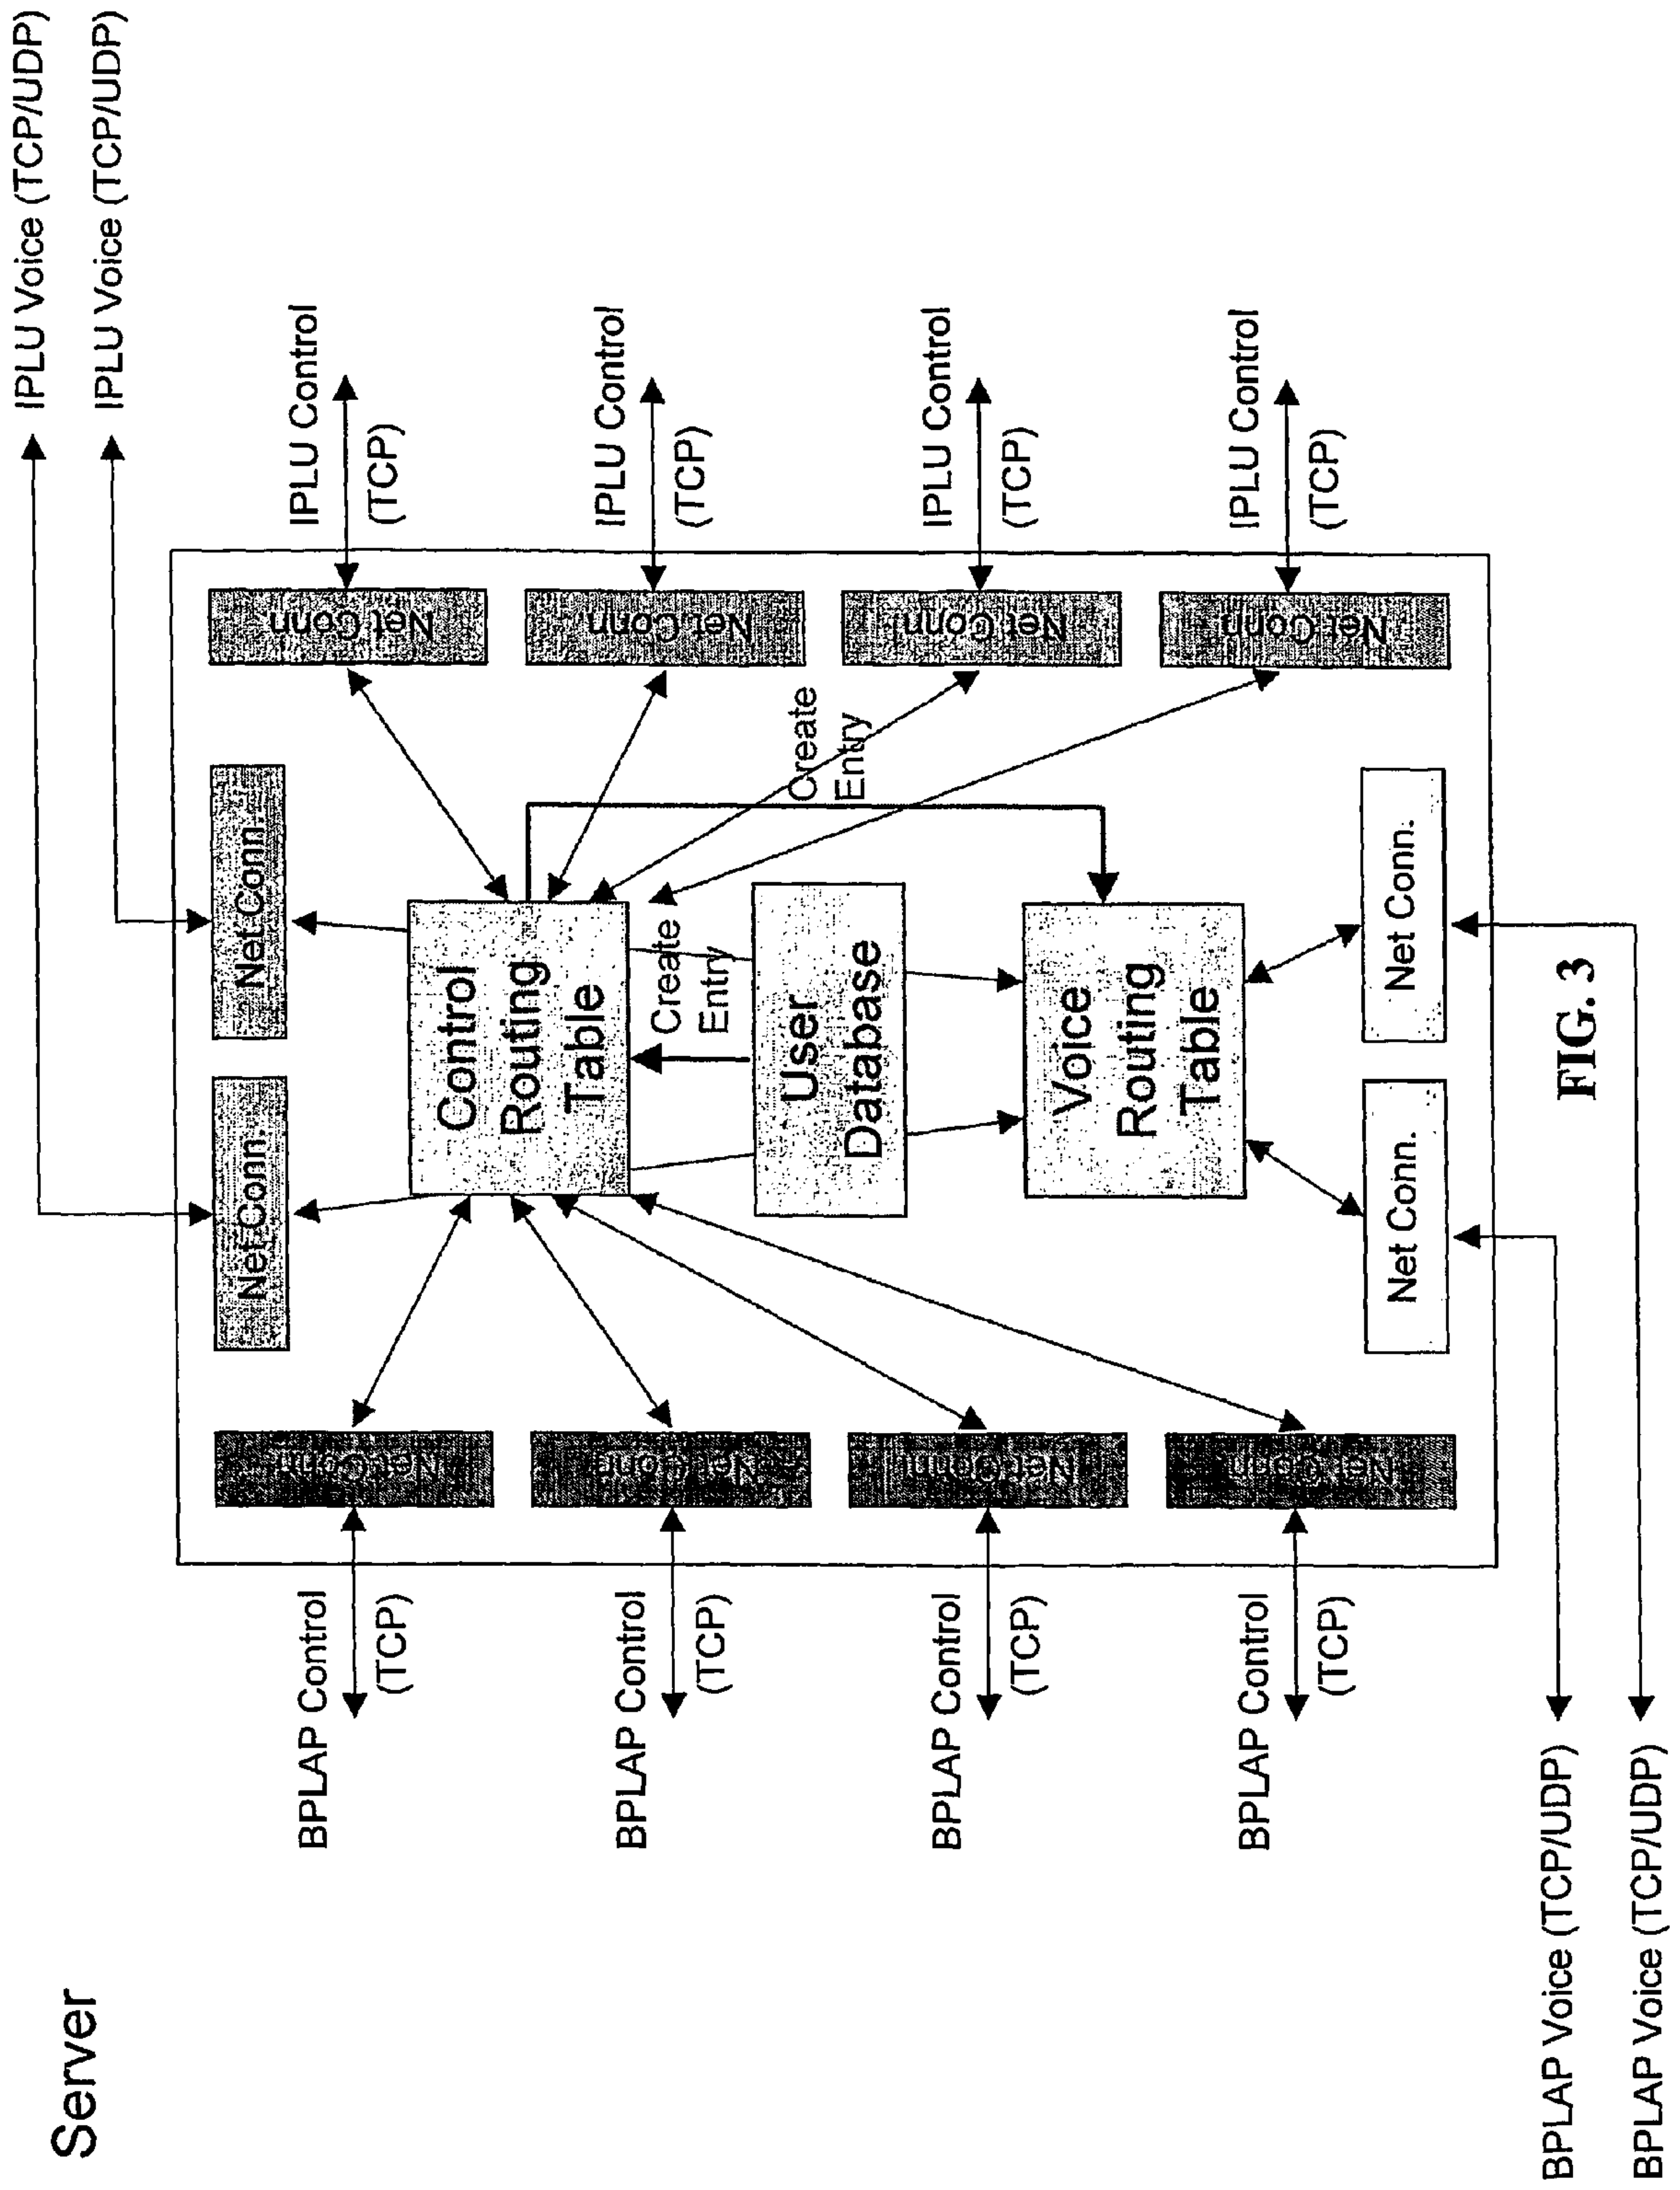 Server
IPLU Voice (TCP/UDP)
IPLU Voice (TCP/UDP)
Net Conn.
Net Conn.
BPLAP Control
(TCP)
BPLAP Control
(TCP)
BPLAP Control
(TCP)
BPLAP Control
(TCP)
Net Conn
Net Conn
Net Conn
Net Conn
Control
Routing
Table
Create
Entry
User
Database
Create
Entry
Voice
Routing
Table
Net Conn
Net Conn
Net Conn
Net Conn
IPLU Control
(TCP)
IPLU Control
(TCP)
IPLU Control
(TCP)
IPLU Control
(TCP)
Net Conn.
Net Conn.
BPLAP Voice (TCP/UDP)
BPLAP Voice (TCP/UDP)
FIG. 3